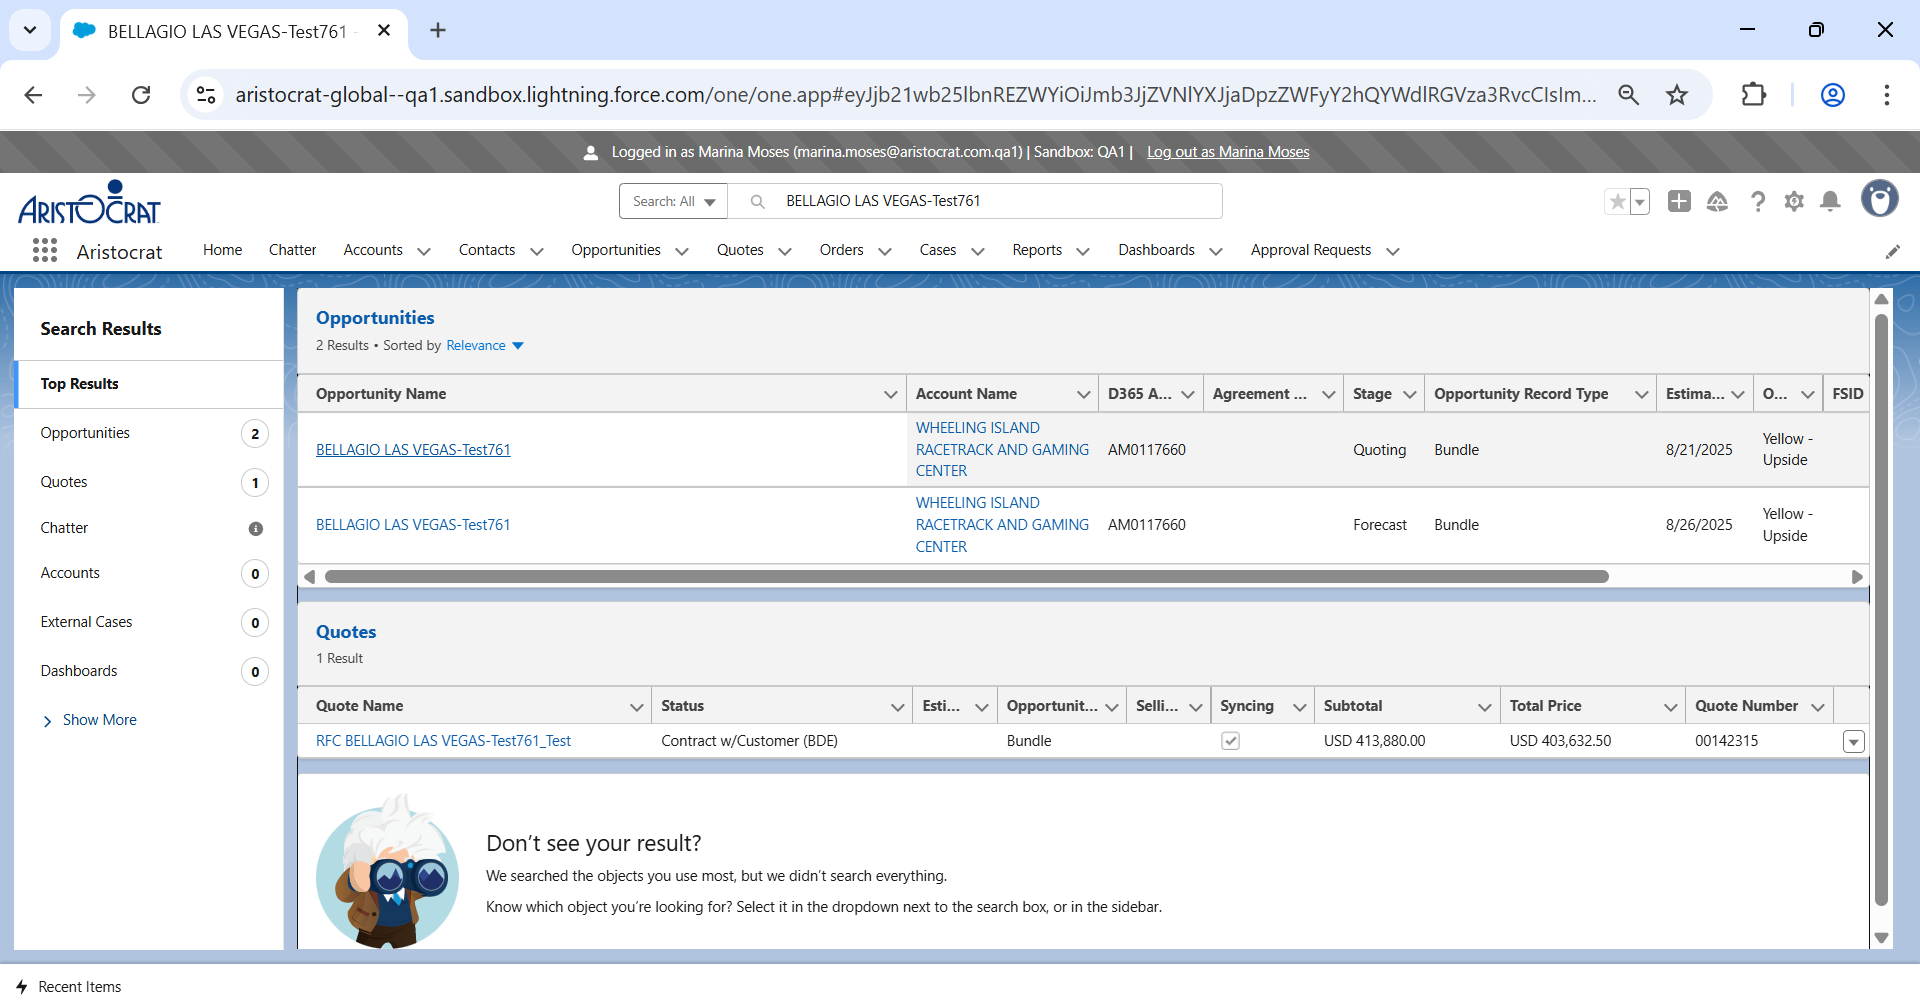 BELLAGIO LAS VEGAS-Test761 -
aristocrat-global--qa1.sandbox.lightning.force.com/one/one.app#eyJjb21wb25lbnREZWYiOiJmb3JjZVNlYXJjaDpzZWFyY2hQYWdlRGVza3RvcCIsIm...
Logged in as Marina Moses (marina.moses@aristocrat.com.qa1) | Sandbox: QA1 | Log out as Marina Moses
ARISTOCRAT
Search: All
BELLAGIO LAS VEGAS-Test761
Aristocrat Home Chatter Accounts Contacts Opportunities Quotes Orders Cases Reports Dashboards Approval Requests
Search Results
Top Results
Opportunities 2
Quotes 1
Chatter
Accounts 0
External Cases 0
Dashboards 0
Show More
Opportunities
2 Results • Sorted by Relevance
Opportunity Name Account Name D365 A... Agreement ... Stage Opportunity Record Type Estima... O... FSID
BELLAGIO LAS VEGAS-Test761 WHEELING ISLAND RACETRACK AND GAMING CENTER AM0117660 Quoting Bundle 8/21/2025 Yellow - Upside
BELLAGIO LAS VEGAS-Test761 WHEELING ISLAND RACETRACK AND GAMING CENTER AM0117660 Forecast Bundle 8/26/2025 Yellow - Upside
Quotes
1 Result
Quote Name Status Esti... Opportunit... Selli... Syncing Subtotal Total Price Quote Number
RFC BELLAGIO LAS VEGAS-Test761_Test Contract w/Customer (BDE) Bundle USD 413,880.00 USD 403,632.50 00142315
Don't see your result?
We searched the objects you use most, but we didn't search everything.
Know which object you're looking for? Select it in the dropdown next to the search box, or in the sidebar.
Recent Items